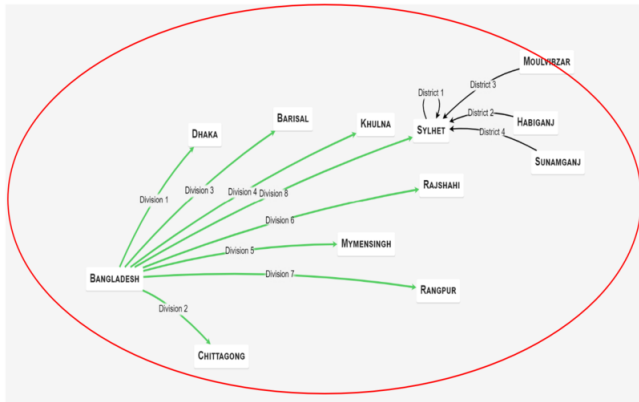 MOULVIBZAR
District 3
District 1
BARISAL
KHULNA
DHAKA
SYLHET
District 2
HABIGANJ
District 4
SUNAMGANJ
RAJSHAHI
Division 4
Division 8
Division 3
Division 1
Division 6
MYMENSINGH
Division 5
BANGLADESH
Division 7
RANGPUR
Division 2
CHITTAGONG